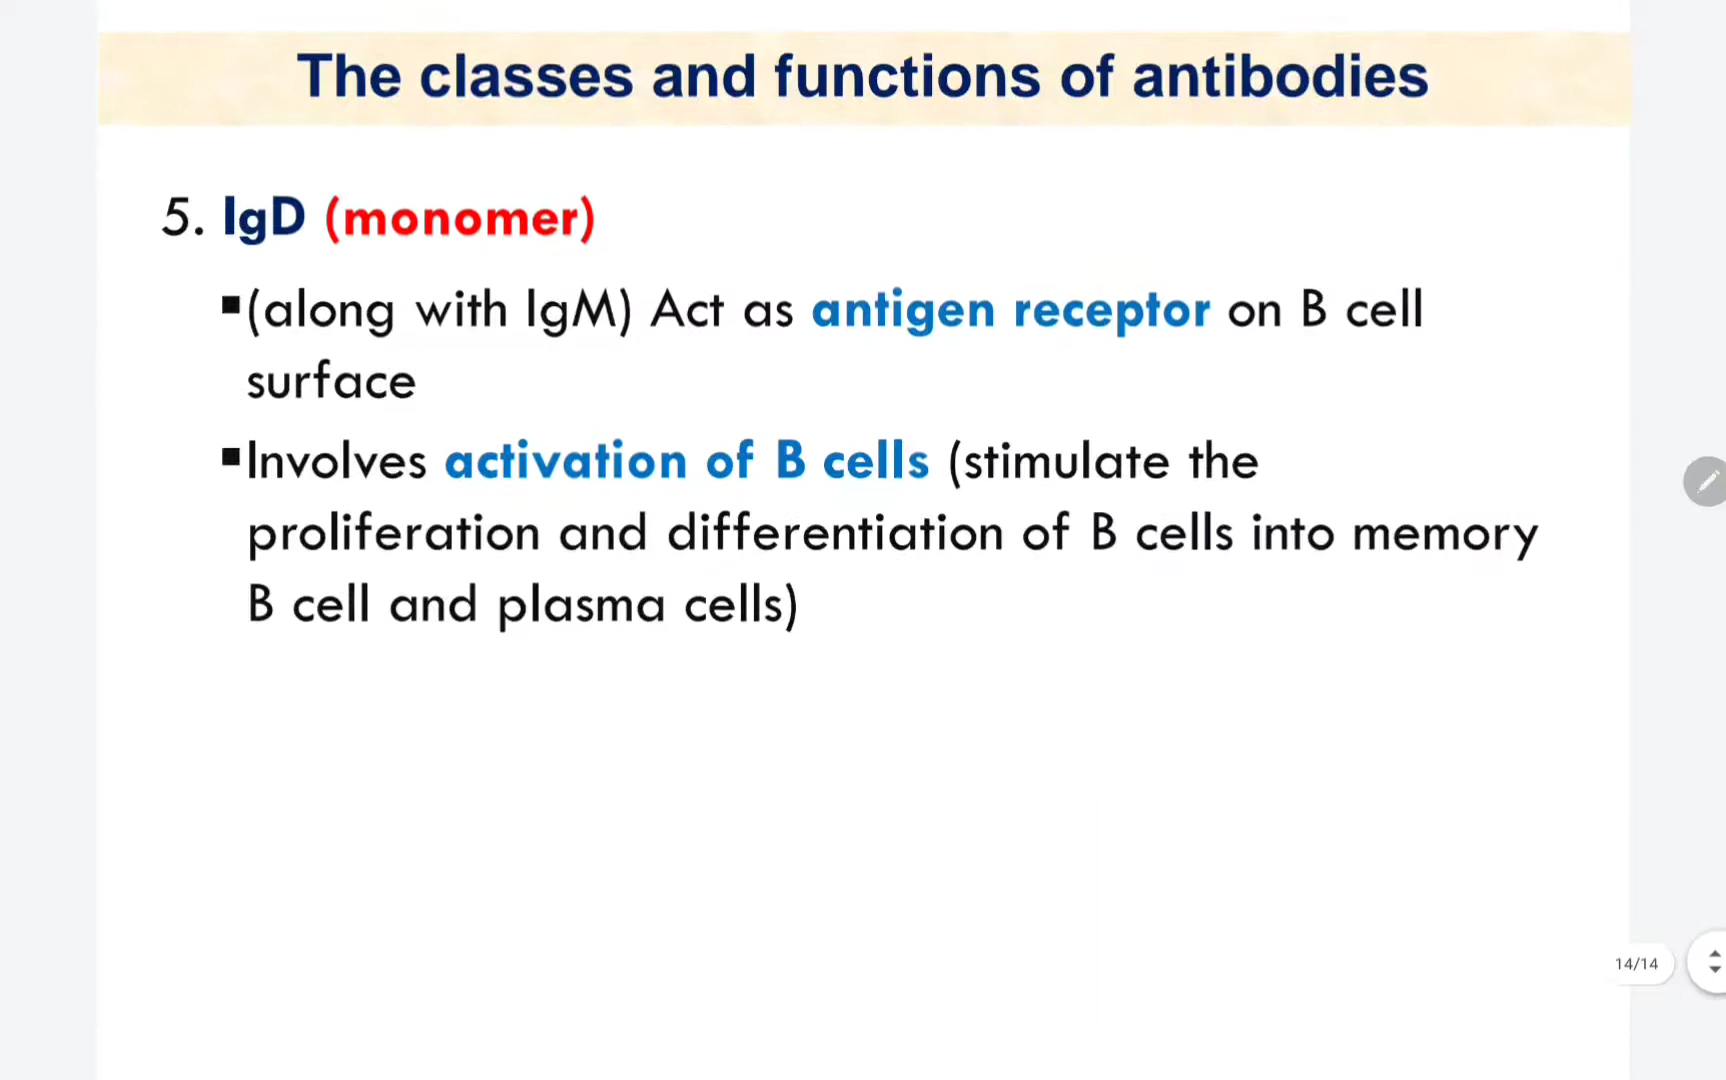 The classes and functions of antibodies
5. IgD (monomer)
▪(along with IgM) Act as antigen receptor on B cell
surface
▪Involves activation of B cells (stimulate the
proliferation and differentiation of B cells into memory
B cell and plasma cells)
14/14